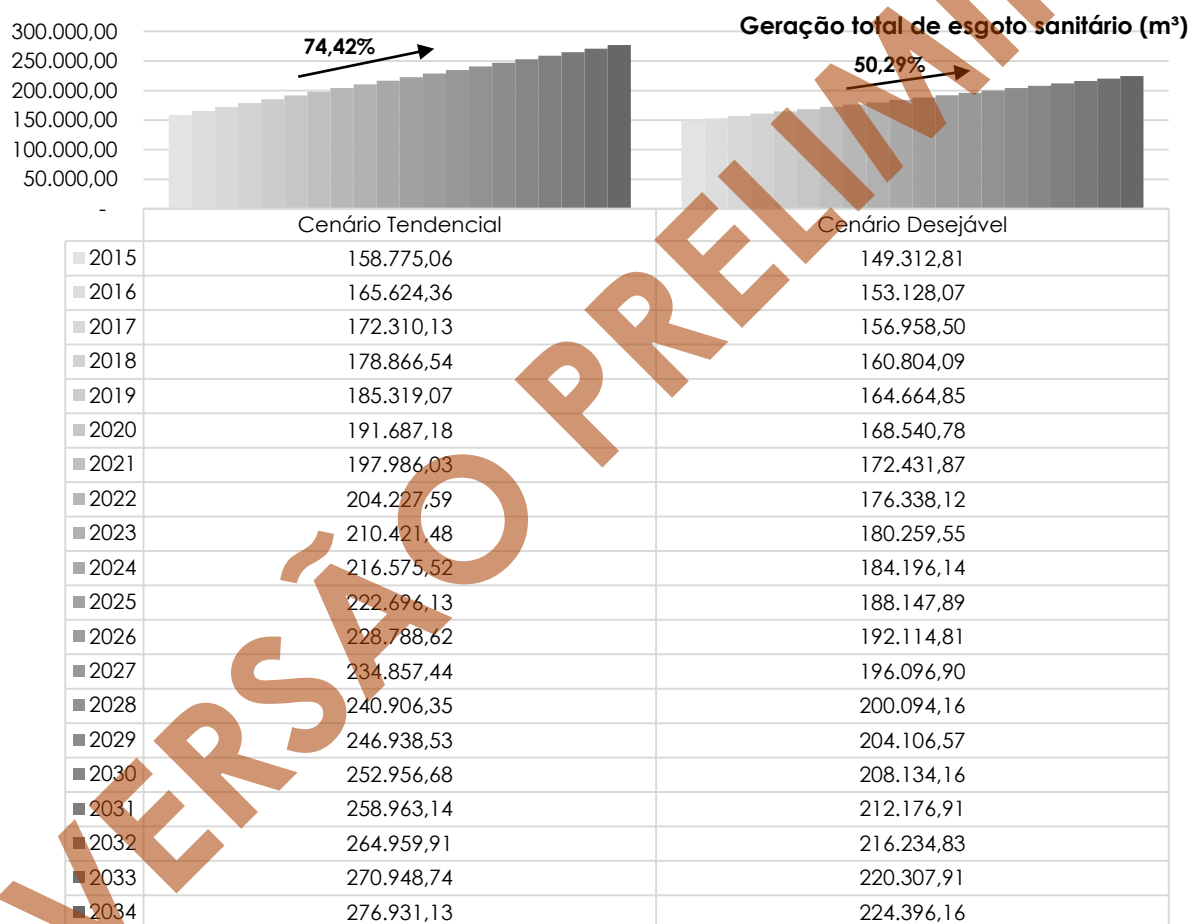 Geração total de esgoto sanitário (m³)
300.000,00
250.000,00
200.000,00
150.000,00
100.000,00
50.000,00
-
74,42%
50,29%
Cenário Tendencial Cenário Desejável
2015 158.775,06 149.312,81
2016 165.624,36 153.128,07
2017 172.310,13 156.958,50
2018 178.866,54 160.804,09
2019 185.319,07 164.664,85
2020 191.687,18 168.540,78
2021 197.986,03 172.431,87
2022 204.227,59 176.338,12
2023 210.421,48 180.259,55
2024 216.575,52 184.196,14
2025 222.696,13 188.147,89
2026 228.788,62 192.114,81
2027 234.857,44 196.096,90
2028 240.906,35 200.094,16
2029 246.938,53 204.106,57
2030 252.956,68 208.134,16
2031 258.963,14 212.176,91
2032 264.959,91 216.234,83
2033 270.948,74 220.307,91
2034 276.931,13 224.396,16
VERSÃO PRELIMI